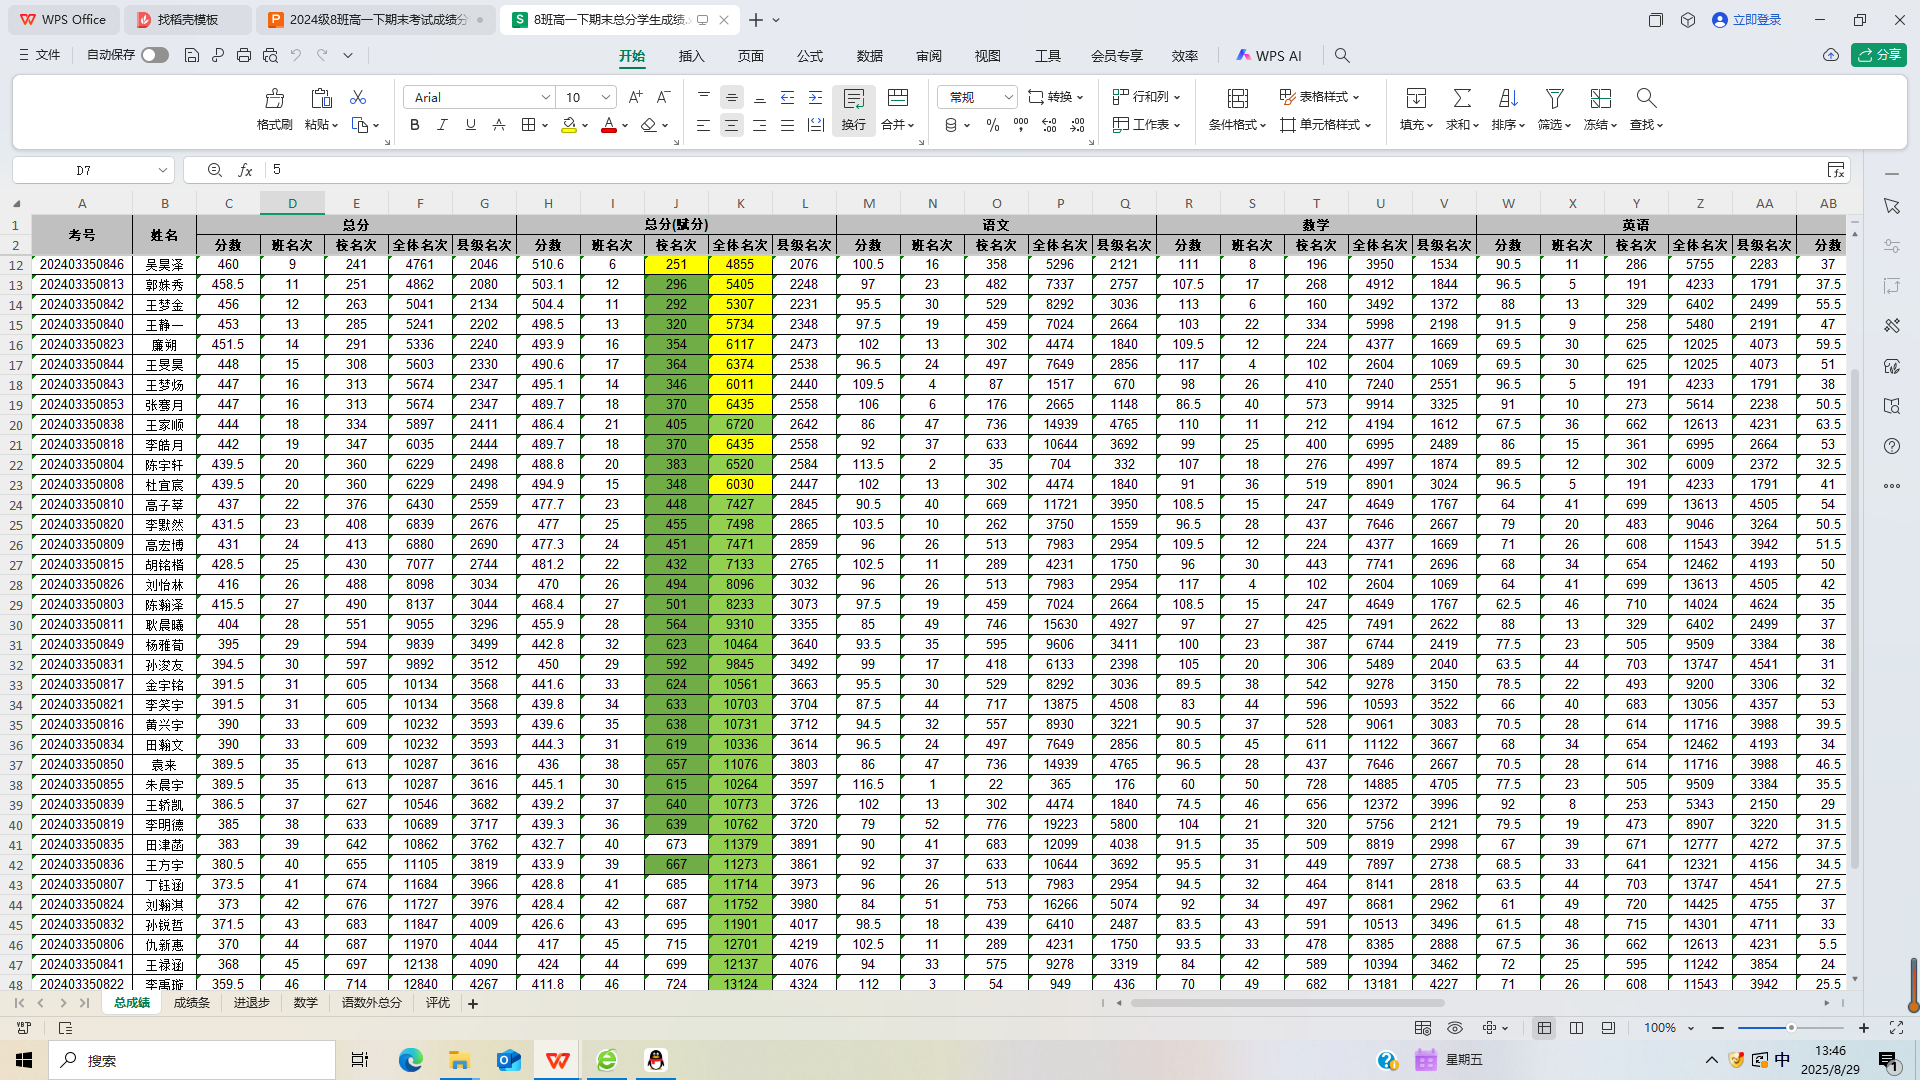 WPS Office 找稻壳模板 2024级8班高一下期末考试成绩分 8班高一下期末总分学生成绩. 立即登录
文件 自动保存 开始 插入 页面 公式 数据 审阅 视图 工具 会员专享 效率 WPS AI 分享
Arial 10 常规 转换 行和列 表格样式
格式刷 粘贴 换行 合并 工作表 条件格式 单元格样式 填充 求和 排序 筛选 冻结 查找
D7 fx 5
A B C D E F G H I J K L M N O P Q R S T U V W X Y Z AA AB
1 考号 姓名 总分 总分(赋分) 语文 数学 英语
2 分数 班名次 校名次 全体名次 县级名次 分数 班名次 校名次 全体名次 县级名次 分数 班名次 校名次 全体名次 县级名次 分数 班名次 校名次 全体名次 县级名次 分数 班名次 校名次 全体名次 县级名次 分数
12 202403350846 吴昊泽 460 9 241 4761 2046 510.6 6 251 4855 2076 100.5 16 358 5296 2121 111 8 196 3950 1534 90.5 11 286 5755 2283 37
13 202403350813 郭姝秀 458.5 11 251 4862 2080 503.1 12 296 5405 2248 97 23 482 7337 2757 107.5 17 268 4912 1844 96.5 5 191 4233 1791 37.5
14 202403350842 王梦金 456 12 263 5041 2134 504.4 11 292 5307 2231 95.5 30 529 8292 3036 113 6 160 3492 1372 88 13 329 6402 2499 55.5
15 202403350840 王静一 453 13 285 5241 2202 498.5 13 320 5734 2348 97.5 19 459 7024 2664 103 22 334 5998 2198 91.5 9 258 5480 2191 47
16 202403350823 廉朔 451.5 14 291 5336 2240 493.9 16 354 6117 2473 102 13 302 4474 1840 109.5 12 224 4377 1669 69.5 30 625 12025 4073 59.5
17 202403350844 王旻昊 448 15 308 5603 2330 490.6 17 364 6374 2538 96.5 24 497 7649 2856 117 4 102 2604 1069 69.5 30 625 12025 4073 51
18 202403350843 王梦炀 447 16 313 5674 2347 495.1 14 346 6011 2440 109.5 4 87 1517 670 98 26 410 7240 2551 96.5 5 191 4233 1791 38
19 202403350853 张骞月 447 16 313 5674 2347 489.7 18 370 6435 2558 106 6 176 2665 1148 86.5 40 573 9914 3325 91 10 273 5614 2238 50.5
20 202403350838 王家顺 444 18 334 5897 2411 486.4 21 405 6720 2642 86 47 736 14939 4765 110 11 212 4194 1612 67.5 36 662 12613 4231 63.5
21 202403350818 李皓月 442 19 347 6035 2444 489.7 18 370 6435 2558 92 37 633 10644 3692 99 25 400 6995 2489 86 15 361 6995 2664 53
22 202403350804 陈宇轩 439.5 20 360 6229 2498 488.8 20 383 6520 2584 113.5 2 35 704 332 107 18 276 4997 1874 89.5 12 302 6009 2372 32.5
23 202403350808 杜宜宸 439.5 20 360 6229 2498 494.9 15 348 6030 2447 102 13 302 4474 1840 91 36 519 8901 3024 96.5 5 191 4233 1791 41
24 202403350810 高子莘 437 22 376 6430 2559 477.7 23 448 7427 2845 90.5 40 669 11721 3950 108.5 15 247 4649 1767 64 41 699 13613 4505 54
25 202403350820 李默然 431.5 23 408 6839 2676 477 25 455 7498 2865 103.5 10 262 3750 1559 96.5 28 437 7646 2667 79 20 483 9046 3264 50.5
26 202403350809 高宏博 431 24 413 6880 2690 477.3 24 451 7471 2859 96 26 513 7983 2954 109.5 12 224 4377 1669 71 26 608 11543 3942 51.5
27 202403350815 胡铭楷 428.5 25 430 7077 2744 481.2 22 432 7133 2765 102.5 11 289 4231 1750 96 30 443 7741 2696 68 34 654 12462 4193 50
28 202403350826 刘怡林 416 26 488 8098 3034 470 26 494 8096 3032 96 26 513 7983 2954 117 4 102 2604 1069 64 41 699 13613 4505 42
29 202403350803 陈瀚泽 415.5 27 490 8137 3044 468.4 27 501 8233 3073 97.5 19 459 7024 2664 108.5 15 247 4649 1767 62.5 46 710 14024 4624 35
30 202403350811 耿晨曦 404 28 551 9055 3296 455.9 28 564 9310 3355 85 49 746 15630 4927 97 27 425 7491 2622 88 13 329 6402 2499 37
31 202403350849 杨雅荀 395 29 594 9839 3499 442.8 32 623 10464 3640 93.5 35 595 9606 3411 100 23 387 6744 2419 77.5 23 505 9509 3384 38
32 202403350831 孙浚友 394.5 30 597 9892 3512 450 29 592 9845 3492 99 17 418 6133 2398 105 20 306 5489 2040 63.5 44 703 13747 4541 31
33 202403350817 金宇铭 391.5 31 605 10134 3568 441.6 33 624 10561 3663 95.5 30 529 8292 3036 89.5 38 542 9278 3150 78.5 22 493 9200 3306 32
34 202403350821 李笑宇 391.5 31 605 10134 3568 439.8 34 633 10703 3704 87.5 44 717 13875 4508 83 44 596 10593 3522 66 40 683 13056 4357 53
35 202403350816 黄兴宇 390 33 609 10232 3593 439.6 35 638 10731 3712 94.5 32 557 8930 3221 90.5 37 528 9061 3083 70.5 28 614 11716 3988 39.5
36 202403350834 田瀚文 390 33 609 10232 3593 444.3 31 619 10336 3614 96.5 24 497 7649 2856 80.5 45 611 11122 3667 68 34 654 12462 4193 34
37 202403350850 袁来 389.5 35 613 10287 3616 436 38 657 11076 3803 86 47 736 14939 4765 96.5 28 437 7646 2667 70.5 28 614 11716 3988 46.5
38 202403350855 朱晨宇 389.5 35 613 10287 3616 445.1 30 615 10264 3597 116.5 1 22 365 176 60 50 728 14885 4705 77.5 23 505 9509 3384 35.5
39 202403350839 王轿凯 386.5 37 627 10546 3682 439.2 37 640 10773 3726 102 13 302 4474 1840 74.5 46 656 12372 3996 92 8 253 5343 2150 29
40 202403350819 李明德 385 38 633 10689 3717 439.3 36 639 10762 3720 79 52 776 19223 5800 104 21 320 5756 2121 79.5 19 473 8907 3220 31.5
41 202403350835 田津菡 383 39 642 10862 3762 432.7 40 673 11379 3891 90 41 683 12099 4038 91.5 35 509 8819 2998 67 39 671 12777 4272 37.5
42 202403350836 王方宇 380.5 40 655 11105 3819 433.9 39 667 11273 3861 92 37 633 10644 3692 95.5 31 449 7897 2738 68.5 33 641 12321 4156 34.5
43 202403350807 丁钰涵 373.5 41 674 11684 3966 428.8 41 685 11714 3973 96 26 513 7983 2954 94.5 32 464 8141 2818 63.5 44 703 13747 4541 27.5
44 202403350824 刘瀚淇 373 42 676 11727 3976 428.4 42 687 11752 3980 84 51 753 16266 5074 92 34 497 8681 2962 61 49 720 14425 4755 37
45 202403350832 孙锐哲 371.5 43 683 11847 4009 426.6 43 695 11901 4017 98.5 18 439 6410 2487 83.5 43 591 10513 3496 61.5 48 715 14301 4711 33
46 202403350806 仇新惠 370 44 687 11970 4044 417 45 715 12701 4219 102.5 11 289 4231 1750 93.5 33 478 8385 2888 67.5 36 662 12613 4231 5.5
47 202403350841 王禄涵 368 45 697 12138 4090 424 44 699 12137 4076 94 33 575 9278 3319 84 42 589 10394 3462 72 25 595 11242 3854 24
48 202403350822 李禹璇 359.5 46 714 12840 4267 411.8 46 724 13124 4324 112 3 54 949 436 70 49 682 13181 4227 71 26 608 11543 3942 25.5
总成绩 成绩条 进退步 数学 语数外总分 评优
100%
搜索 星期五 中 13:46
2025/8/29 1